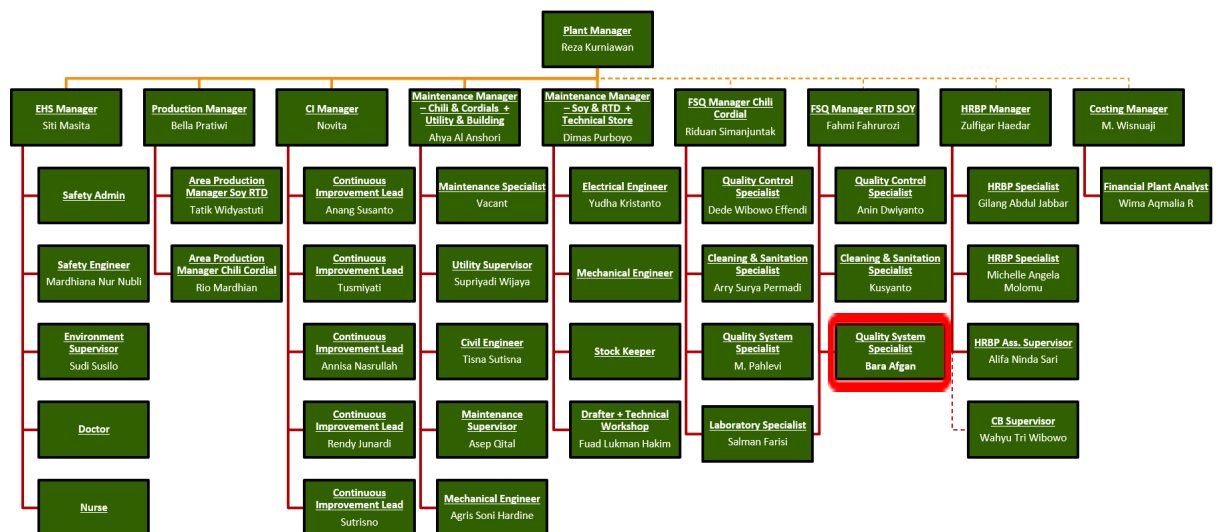 Plant Manager
Reza Kurniawan
EHS Manager
Siti Masita
Production Manager
Bella Pratiwi
CI Manager
Novita
Maintenance Manager
– Chili & Cordials +
Utility & Building
Ahya Al Anshori
Maintenance Manager
– Soy & RTD +
Technical Store
Dimas Purboyo
FSQ Manager Chili
Cordial
Riduan Simanjuntak
FSQ Manager RTD SOY
Fahmi Fahrurozi
HRBP Manager
Zulfigar Haedar
Costing Manager
M. Wisnuaji
Safety Admin
Area Production
Manager Soy RTD
Tatik Widyastuti
Continuous
Improvement Lead
Anang Susanto
Maintenance Specialist
Vacant
Electrical Engineer
Yudha Kristanto
Quality Control
Specialist
Dede Wibowo Effendi
Quality Control
Specialist
Anin Dwiyanto
HRBP Specialist
Gilang Abdul Jabbar
Financial Plant Analyst
Wima Aqmalia R
Safety Engineer
Mardhiana Nur Nubli
Area Production
Manager Chili Cordial
Rio Mardhian
Continuous
Improvement Lead
Tusmiyati
Utility Supervisor
Supriyadi Wijaya
Mechanical Engineer
Cleaning & Sanitation
Specialist
Arry Surya Permadi
Cleaning & Sanitation
Specialist
Kusyanto
HRBP Specialist
Michelle Angela
Molomu
Environment
Supervisor
Sudi Susilo
Continuous
Improvement Lead
Annisa Nasrullah
Civil Engineer
Tisna Sutisna
Stock Keeper
Quality System
Specialist
M. Pahlevi
Quality System
Specialist
Bara Afgan
HRBP Ass. Supervisor
Alifa Ninda Sari
Doctor
Continuous
Improvement Lead
Rendy Junardi
Maintenance
Supervisor
Asep Qital
Drafter + Technical
Workshop
Fuad Lukman Hakim
Laboratory Specialist
Salman Farisi
CB Supervisor
Wahyu Tri Wibowo
Nurse
Continuous
Improvement Lead
Sutrisno
Mechanical Engineer
Agris Soni Hardine